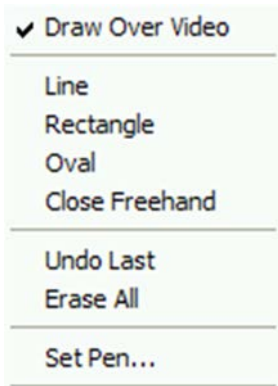 Draw Over Video
Line
Rectangle
Oval
Close Freehand
Undo Last
Erase All
Set Pen...